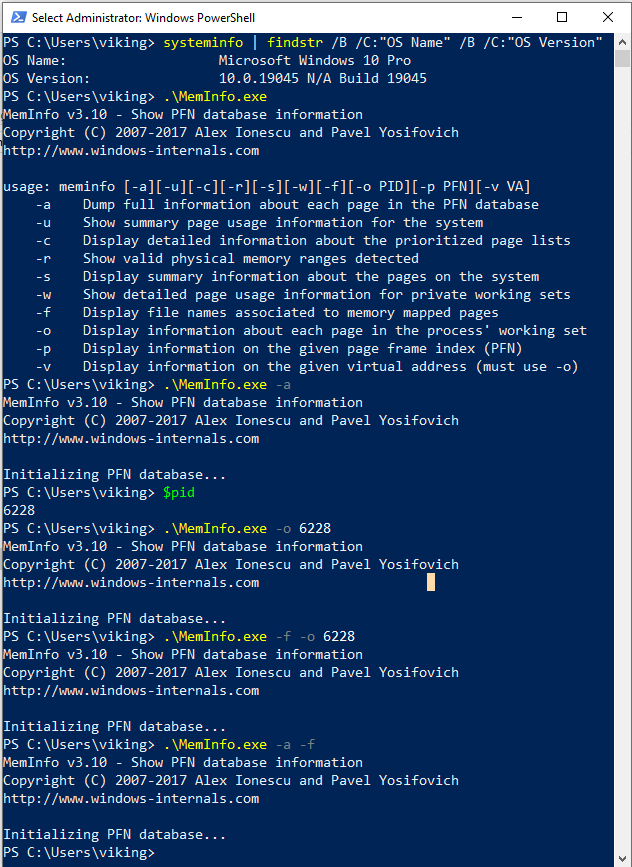 Select Administrator: Windows PowerShell
PS C:\Users\viking> systeminfo | findstr /B /C:"OS Name" /B /C:"OS Version"
OS Name:                   Microsoft Windows 10 Pro
OS Version:                10.0.19045 N/A Build 19045
PS C:\Users\viking> .\MemInfo.exe
MemInfo v3.10 - Show PFN database information
Copyright (C) 2007-2017 Alex Ionescu and Pavel Yosifovich
http://www.windows-internals.com

usage: meminfo [-a][-u][-c][-r][-s][-w][-f][-o PID][-p PFN][-v VA]
    -a    Dump full information about each page in the PFN database
    -u    Show summary page usage information for the system
    -c    Display detailed information about the prioritized page lists
    -r    Show valid physical memory ranges detected
    -s    Display summary information about the pages on the system
    -w    Show detailed page usage information for private working sets
    -f    Display file names associated to memory mapped pages
    -o    Display information about each page in the process' working set
    -p    Display information on the given page frame index (PFN)
    -v    Display information on the given virtual address (must use -o)
PS C:\Users\viking> .\MemInfo.exe -a
MemInfo v3.10 - Show PFN database information
Copyright (C) 2007-2017 Alex Ionescu and Pavel Yosifovich
http://www.windows-internals.com

Initializing PFN database...
PS C:\Users\viking> $pid
6228
PS C:\Users\viking> .\MemInfo.exe -o 6228
MemInfo v3.10 - Show PFN database information
Copyright (C) 2007-2017 Alex Ionescu and Pavel Yosifovich
http://www.windows-internals.com

Initializing PFN database...
PS C:\Users\viking> .\MemInfo.exe -f -o 6228
MemInfo v3.10 - Show PFN database information
Copyright (C) 2007-2017 Alex Ionescu and Pavel Yosifovich
http://www.windows-internals.com

Initializing PFN database...
PS C:\Users\viking> .\MemInfo.exe -a -f
MemInfo v3.10 - Show PFN database information
Copyright (C) 2007-2017 Alex Ionescu and Pavel Yosifovich
http://www.windows-internals.com

Initializing PFN database...
PS C:\Users\viking>